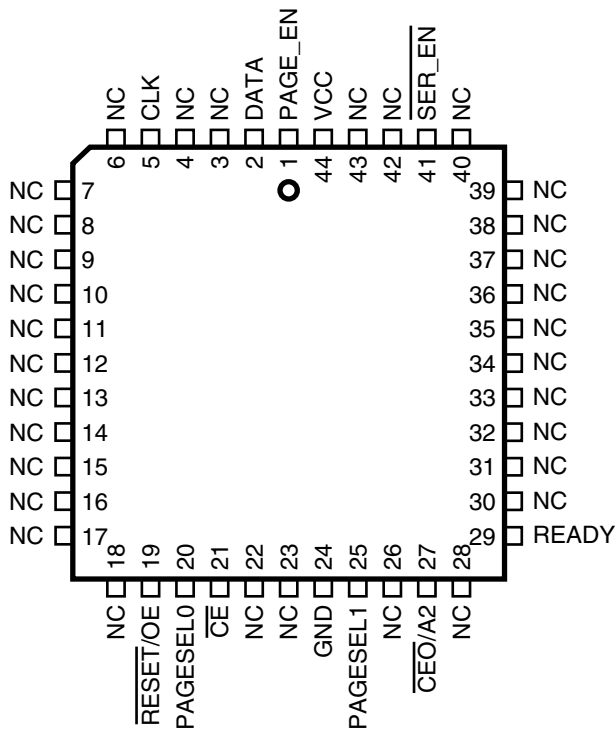 NC CLK NC NC DATA PAGE_EN VCC NC NC SER_EN NC
6 5 4 3 2 1 44 43 42 41 40
NC 7 39 NC
NC 8 38 NC
NC 9 37 NC
NC 10 36 NC
NC 11 35 NC
NC 12 34 NC
NC 13 33 NC
NC 14 32 NC
NC 15 31 NC
NC 16 30 NC
NC 17 29 READY
18 19 20 21 22 23 24 25 26 27 28
NC RESET/OE PAGESEL0 CE NC NC GND PAGESEL1 NC CEO/A2 NC